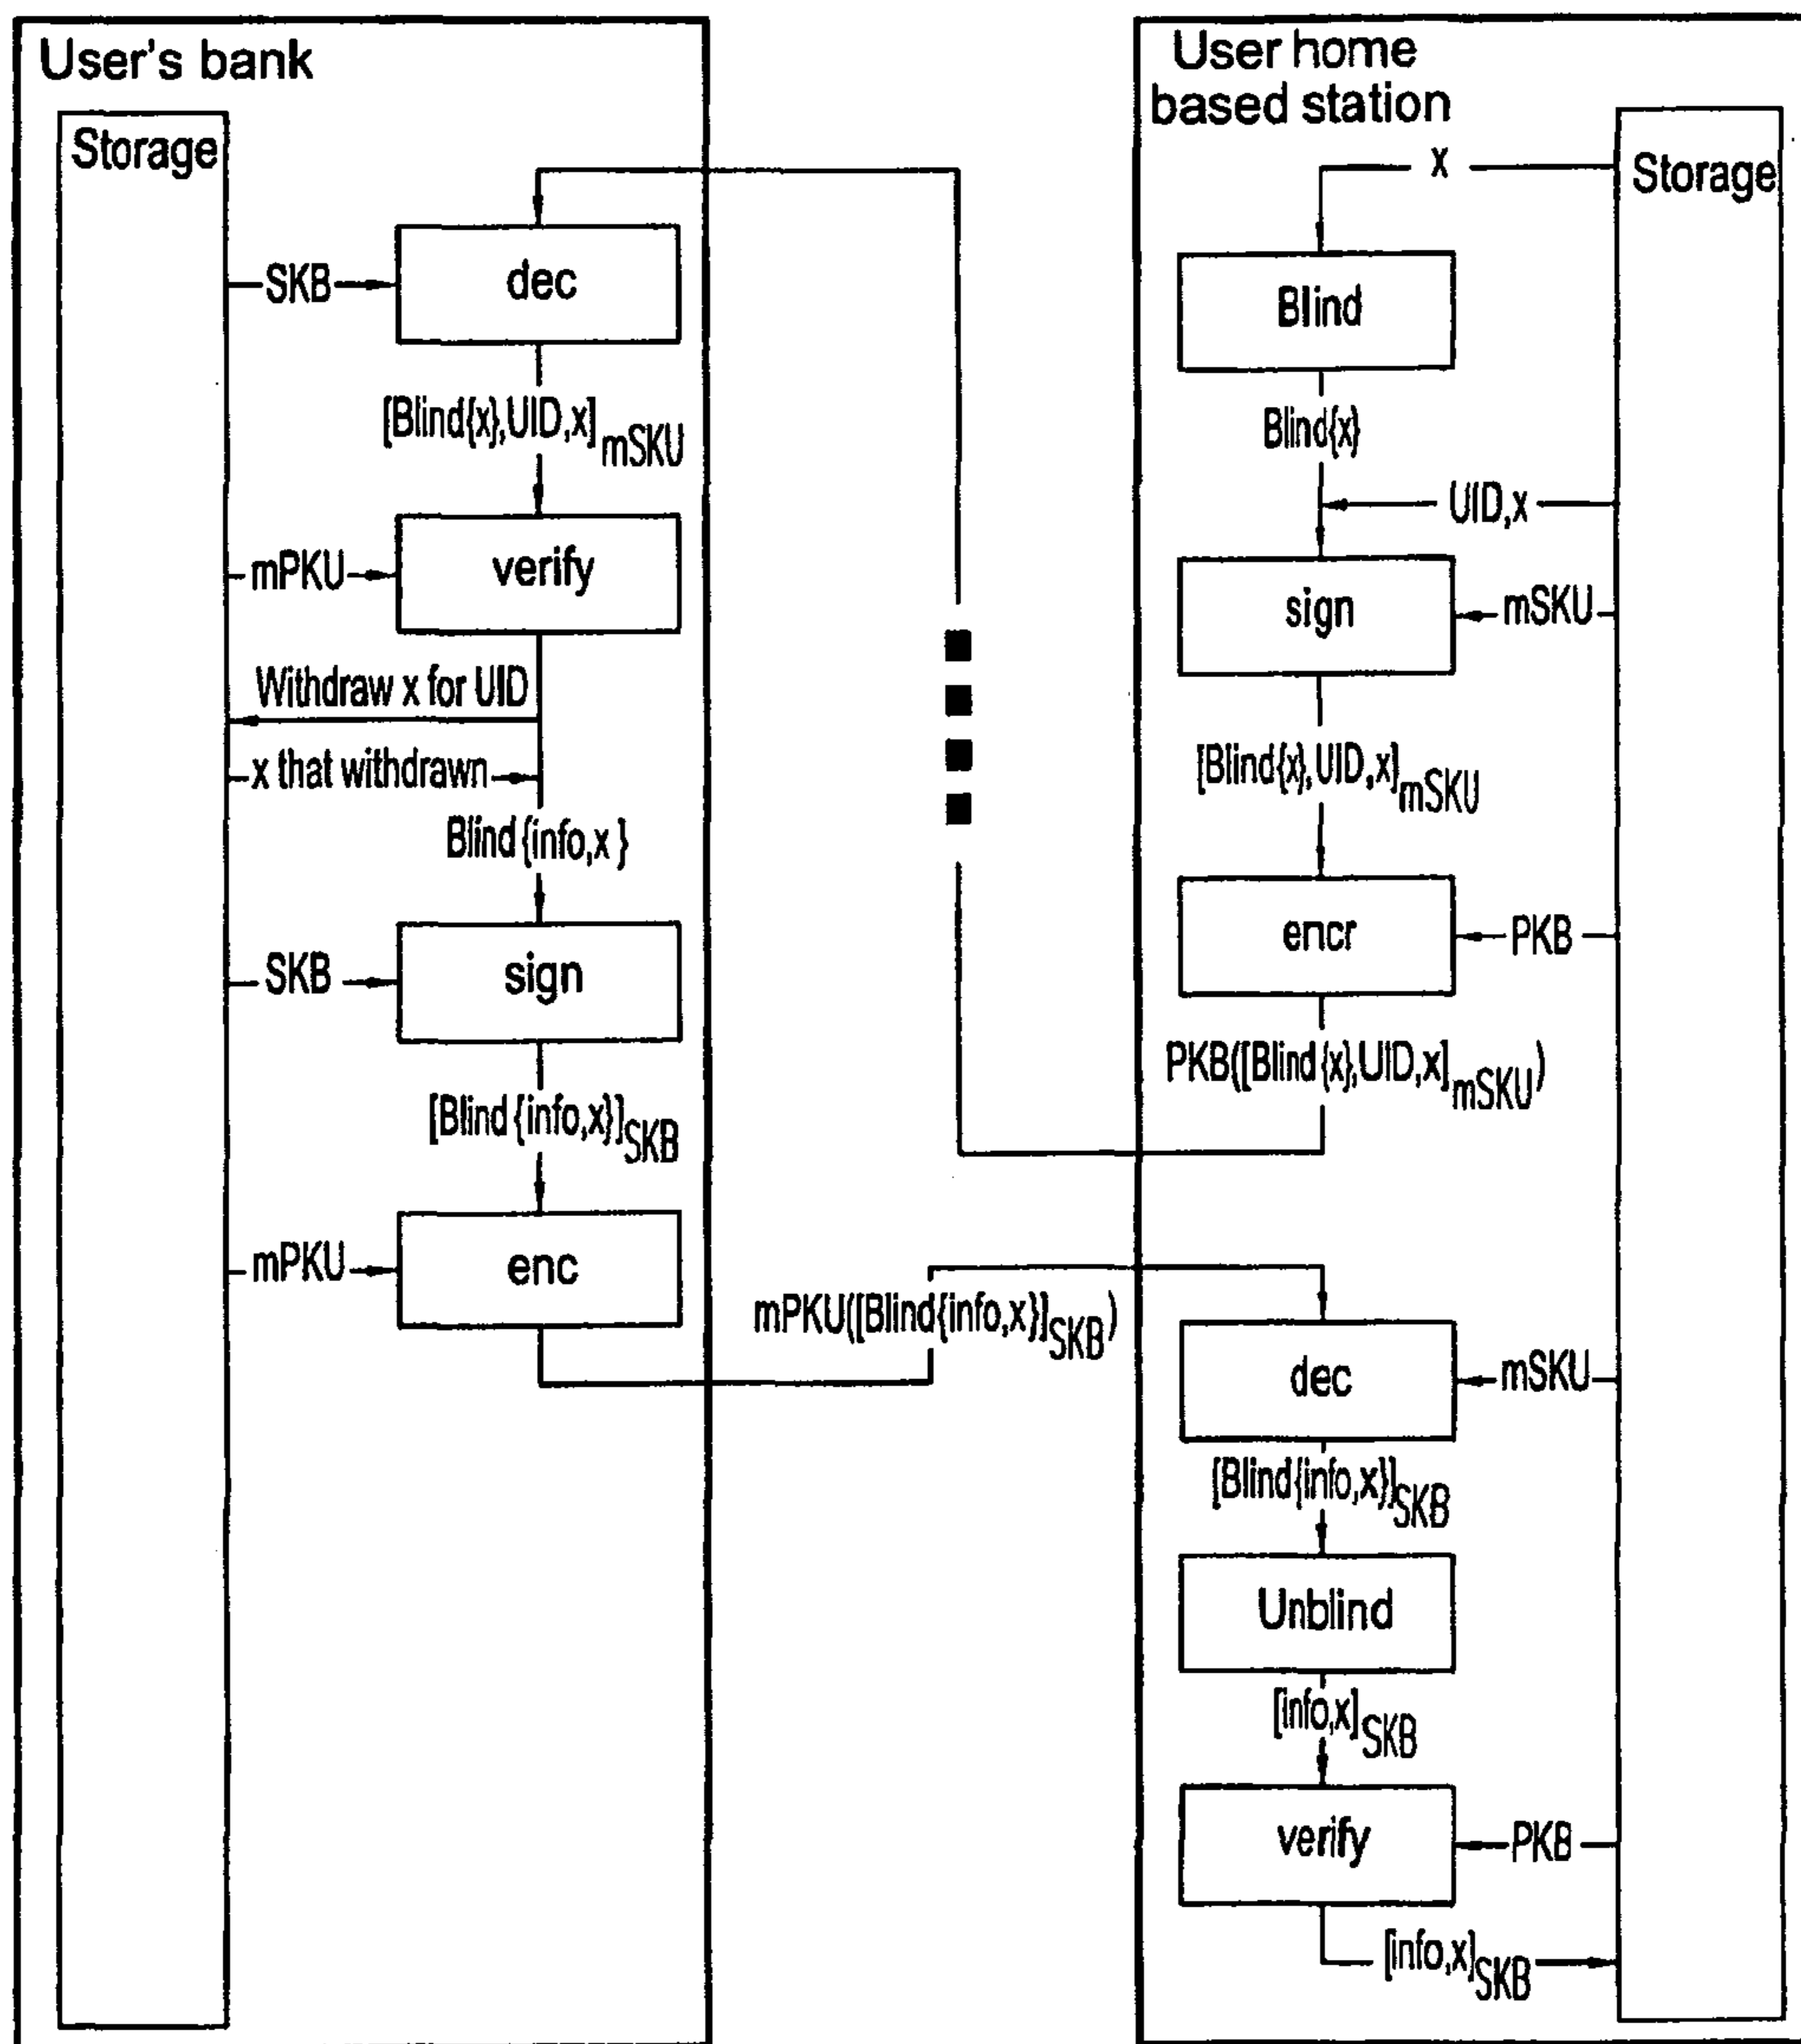 User's bank
Storage
SKB
dec
[Blind{x},UID,x]mSKU
mPKU
verify
Withdraw x for UID
x that withdrawn
Blind{info,x}
SKB
sign
[Blind{info,x}]SKB
mPKU
enc
mPKU([Blind{info,x}]SKB)
User home
based station
Storage
x
Blind
Blind{x}
UID,x
sign
mSKU
[Blind{x},UID,x]mSKU
encr
PKB
PKB([Blind{x},UID,x]mSKU)
dec
mSKU
[Blind{info,x}]SKB
Unblind
[info,x]SKB
verify
PKB
[info,x]SKB